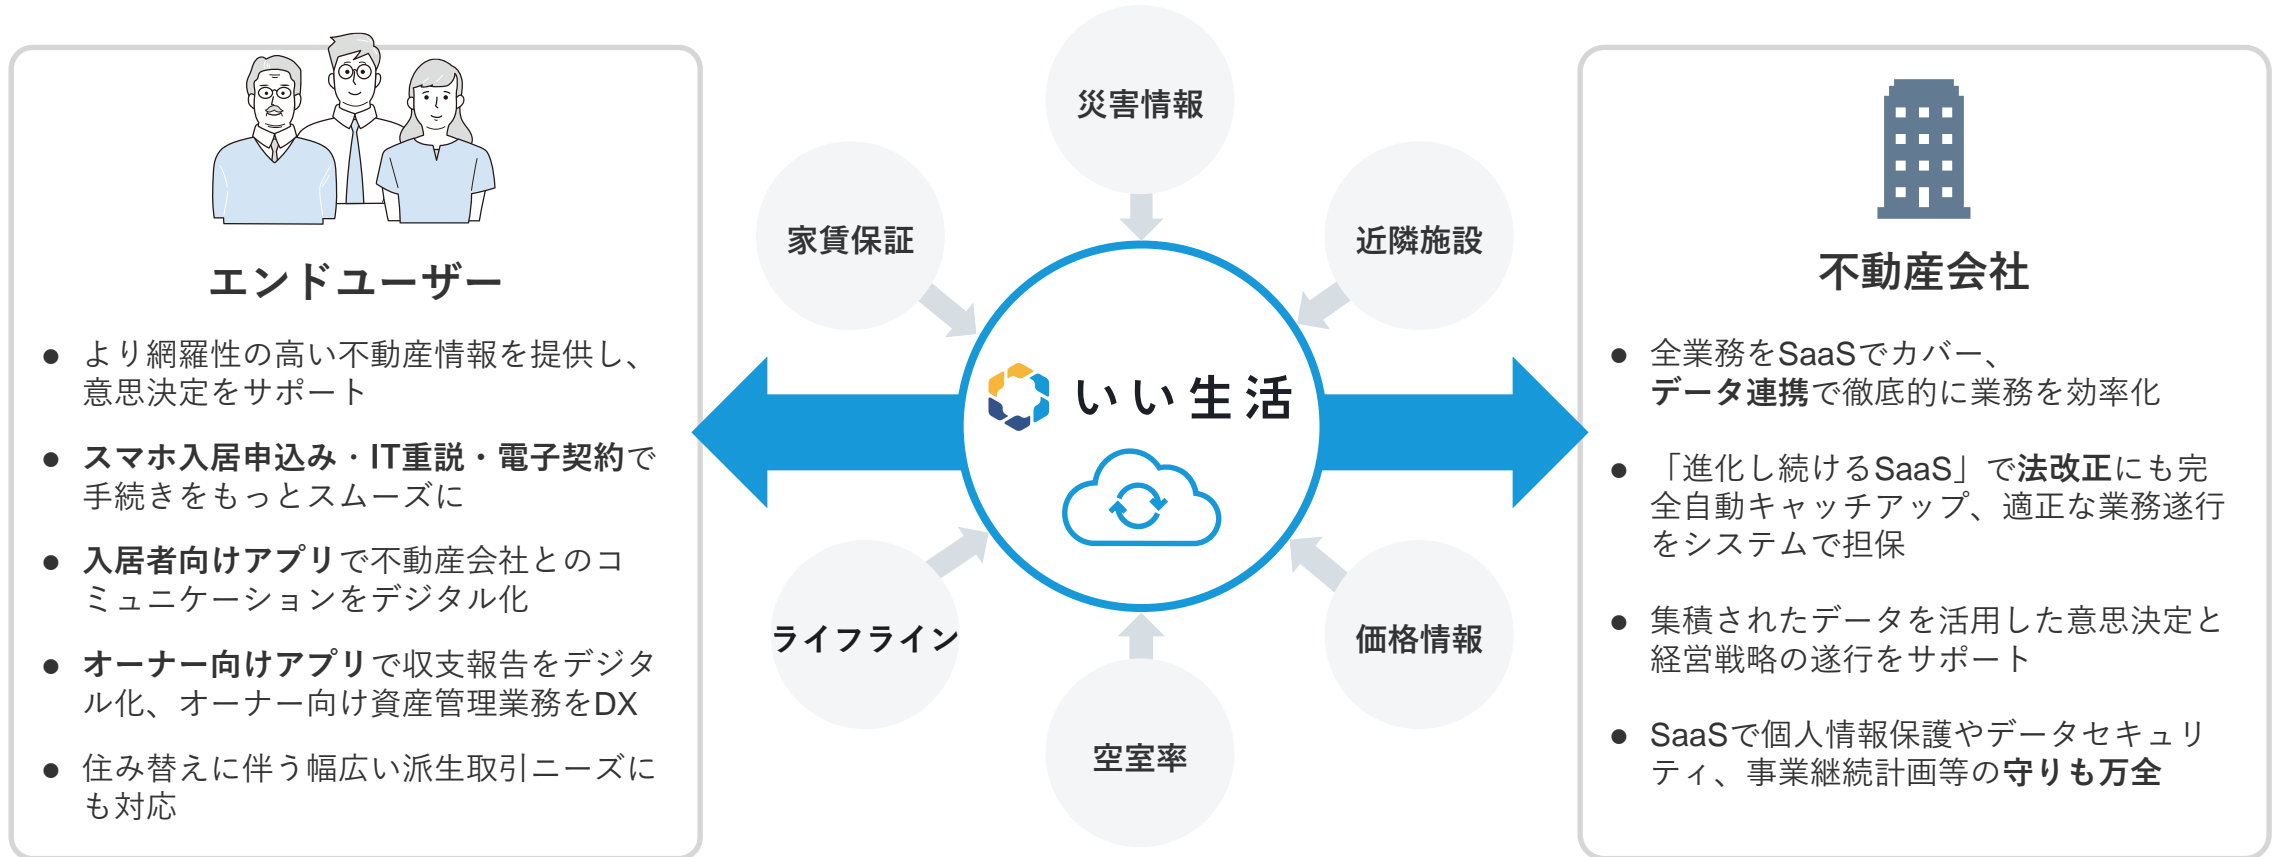 エンドユーザー
● より網羅性の高い不動産情報を提供し、
意思決定をサポート
● スマホ入居申込み・IT重説・電子契約で
手続きをもっとスムーズに
● 入居者向けアプリで不動産会社とのコ
ミュニケーションをデジタル化
● オーナー向けアプリで収支報告をデジタ
ル化、オーナー向け資産管理業務をDX
● 住み替えに伴う幅広い派生取引ニーズに
も対応
災害情報
家賃保証
近隣施設
いい生活
ライフライン
価格情報
空室率
不動産会社
● 全業務をSaaSでカバー、
データ連携で徹底的に業務を効率化
● 「進化し続けるSaaS」で法改正にも完
全自動キャッチアップ、適正な業務遂行
をシステムで担保
● 集積されたデータを活用した意思決定と
経営戦略の遂行をサポート
● SaaSで個人情報保護やデータセキュリ
ティ、事業継続計画等の守りも万全